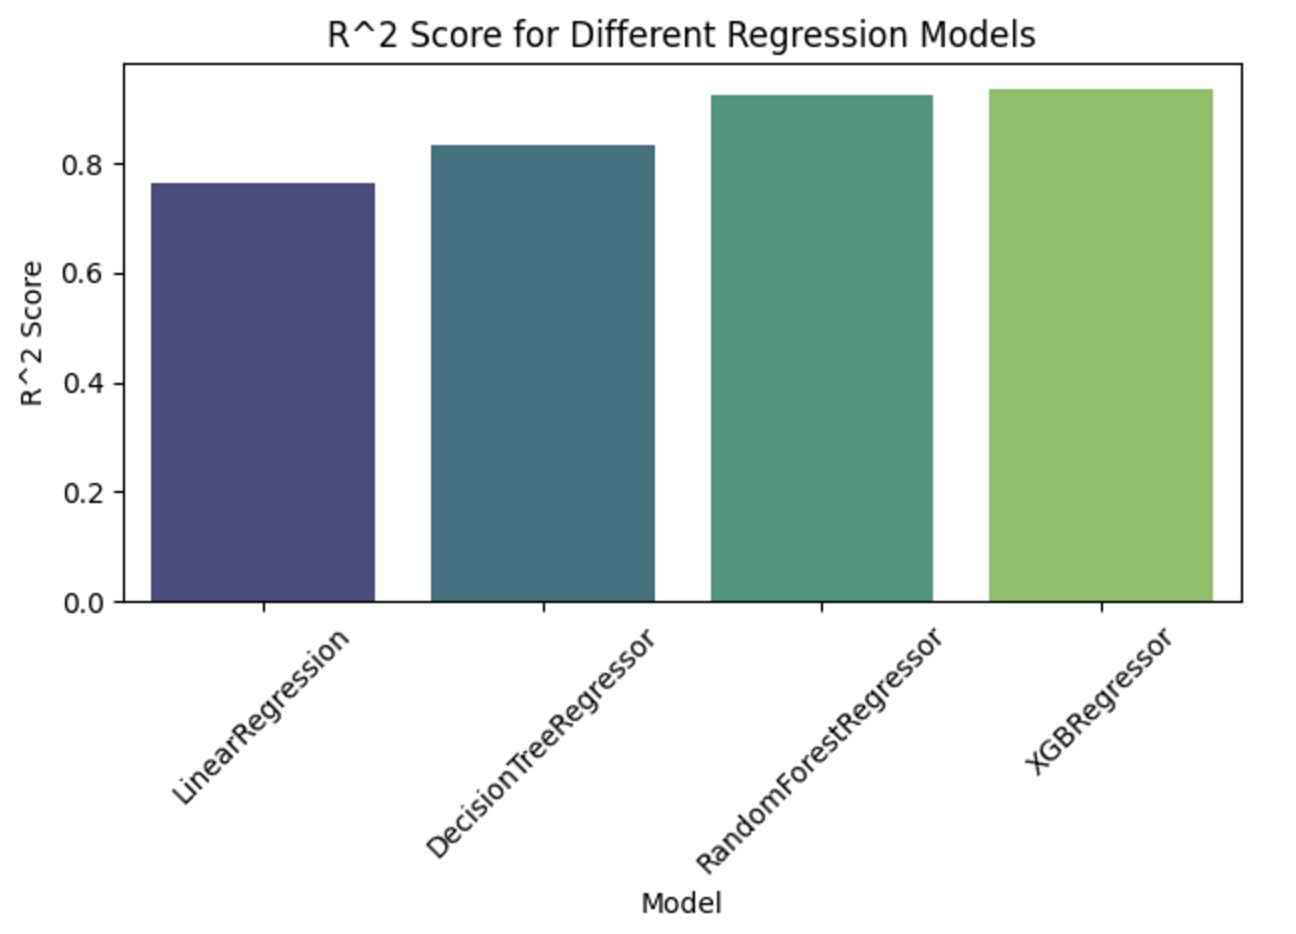 R^2 Score for Different Regression Models
R^2 Score
0.8
0.6
0.4
0.2
0.0
LinearRegression
DecisionTreeRegressor
RandomForestRegressor
XGBRegressor
Model